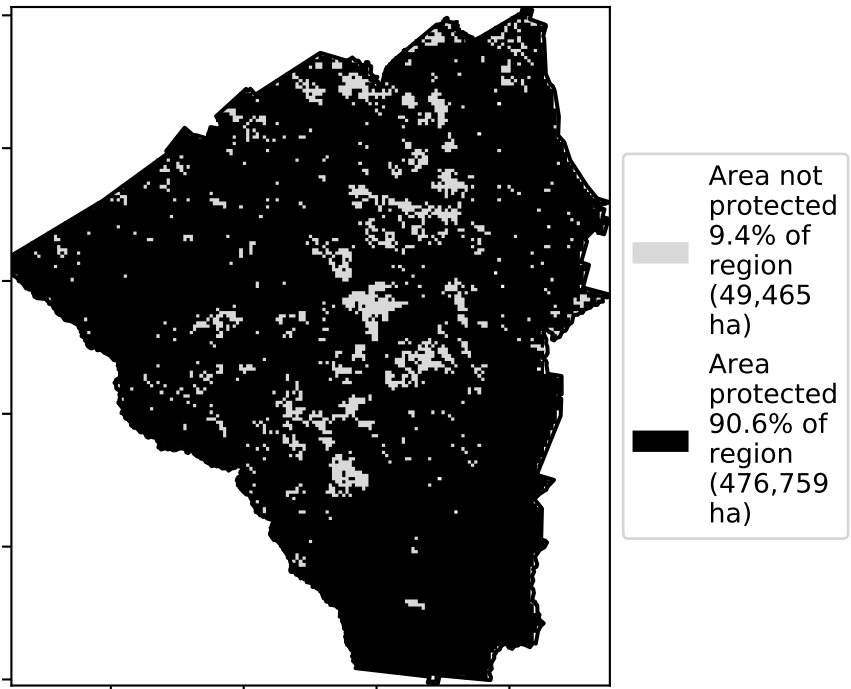 Area not
protected
9.4% of
region
(49,465
ha)
Area
protected
90.6% of
region
(476,759
ha)